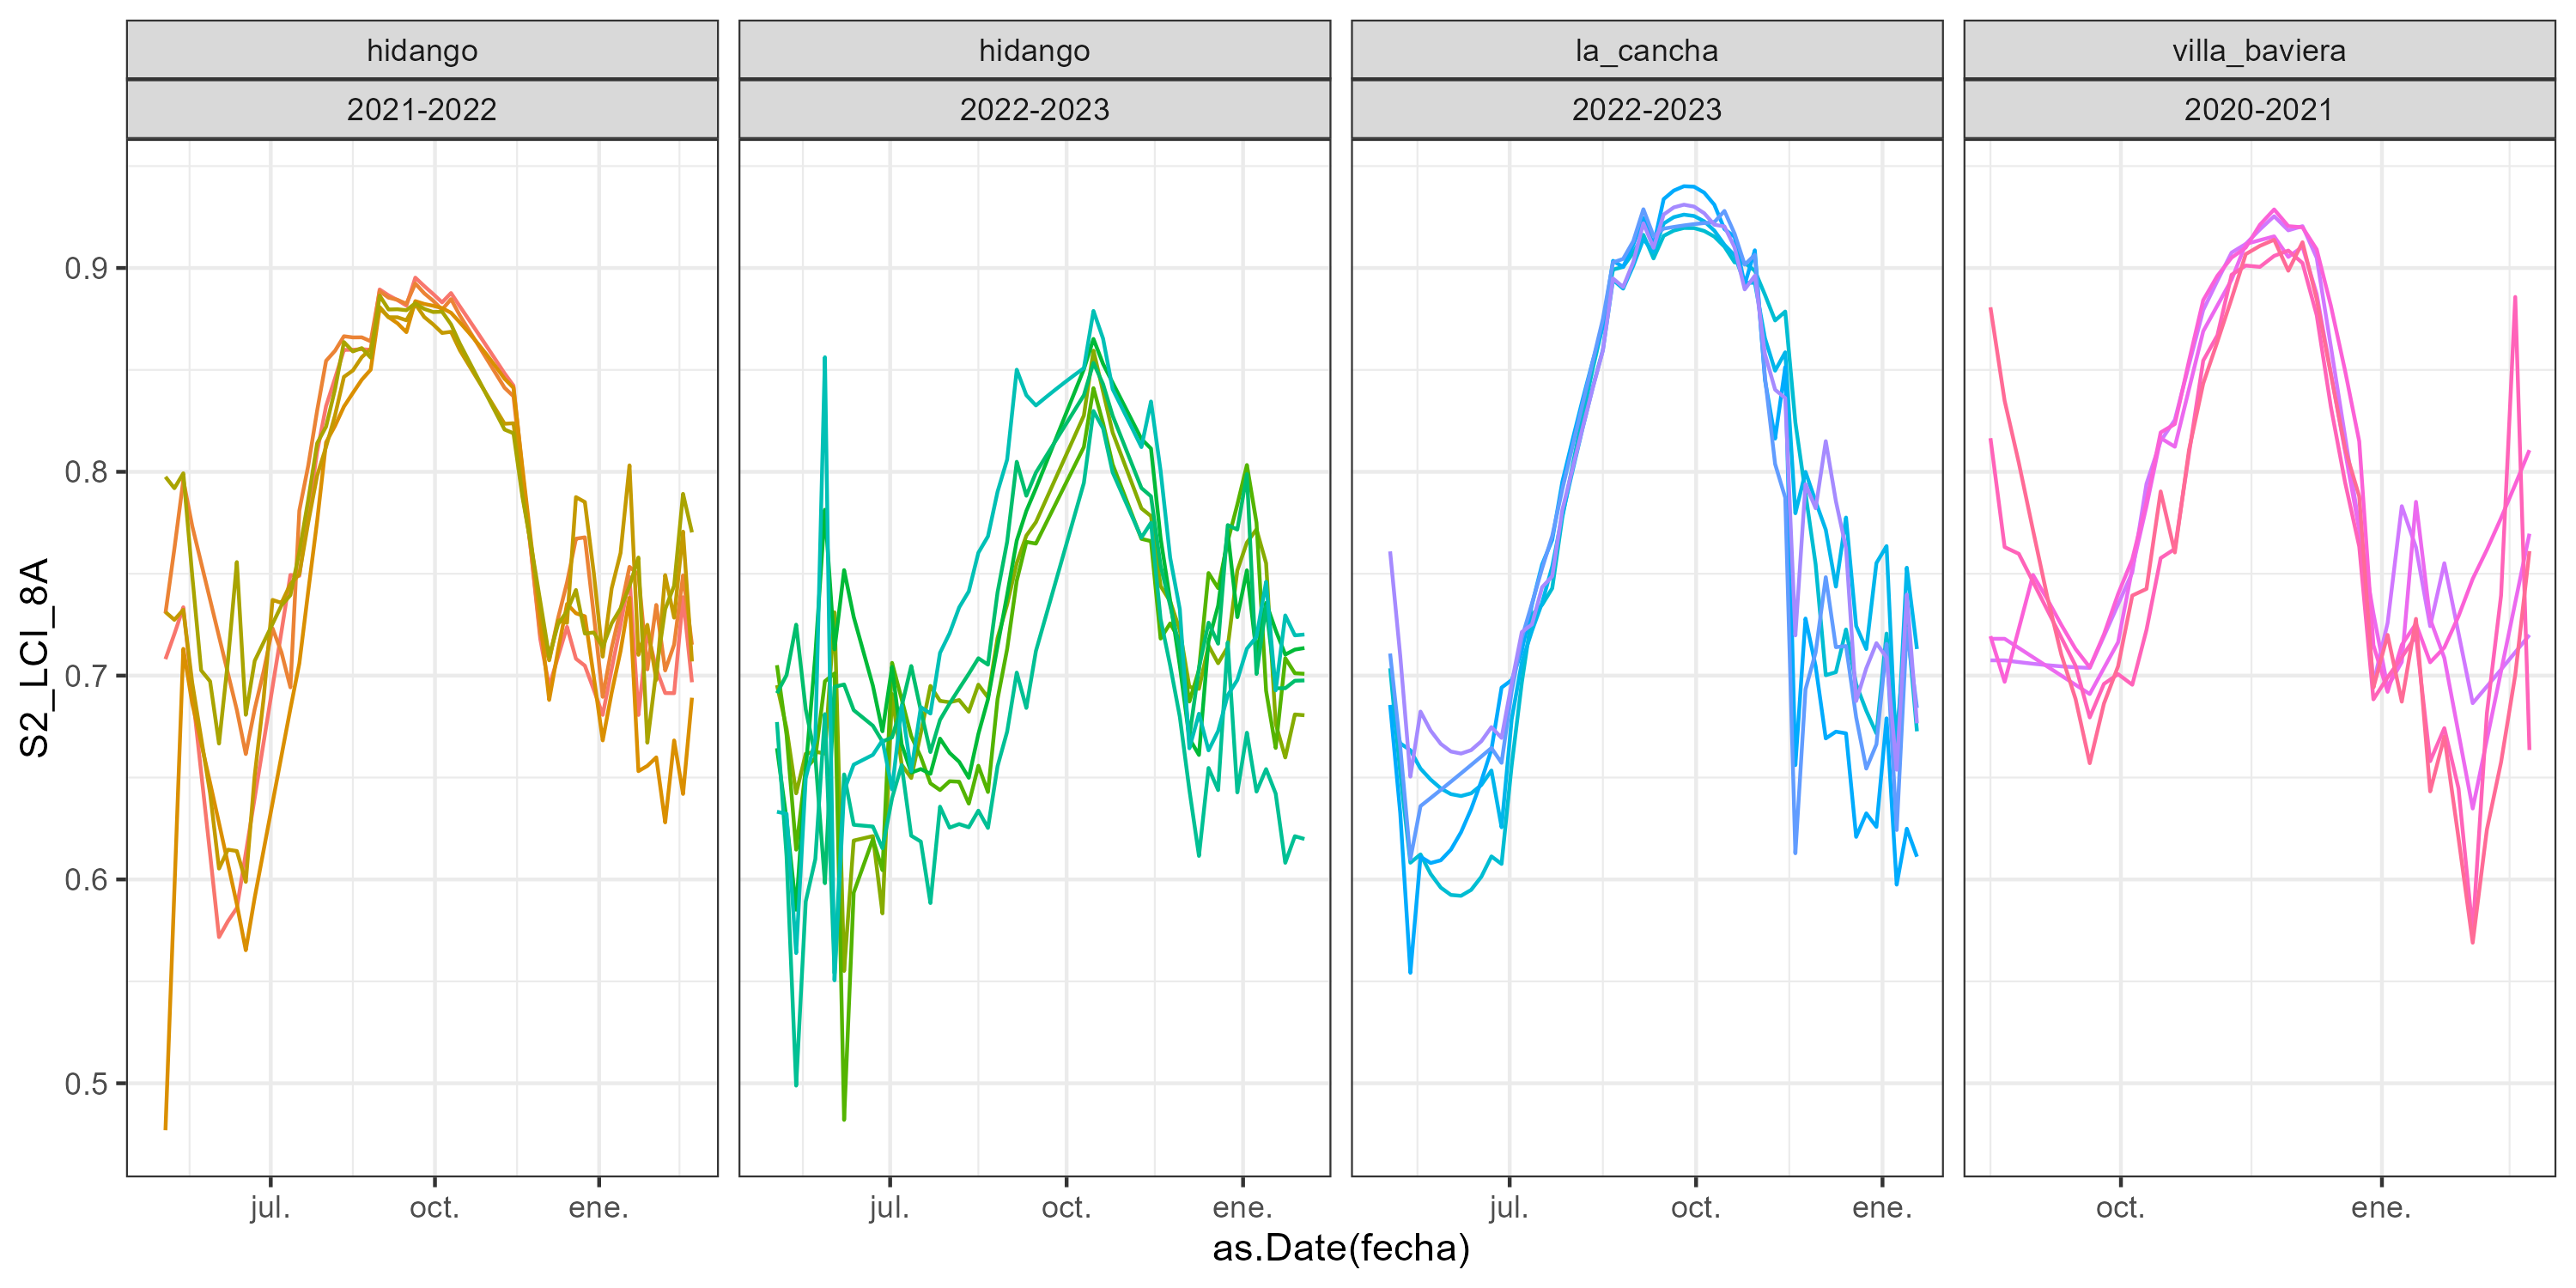 hidango
hidango
la_cancha
villa_baviera
2021-2022
2022-2023
2022-2023
2020-2021
S2_LCI_8A
0.9
0.8
0.7
0.6
0.5
jul. oct. ene.
jul. oct. ene.
jul. oct. ene.
oct. ene.
as.Date(fecha)